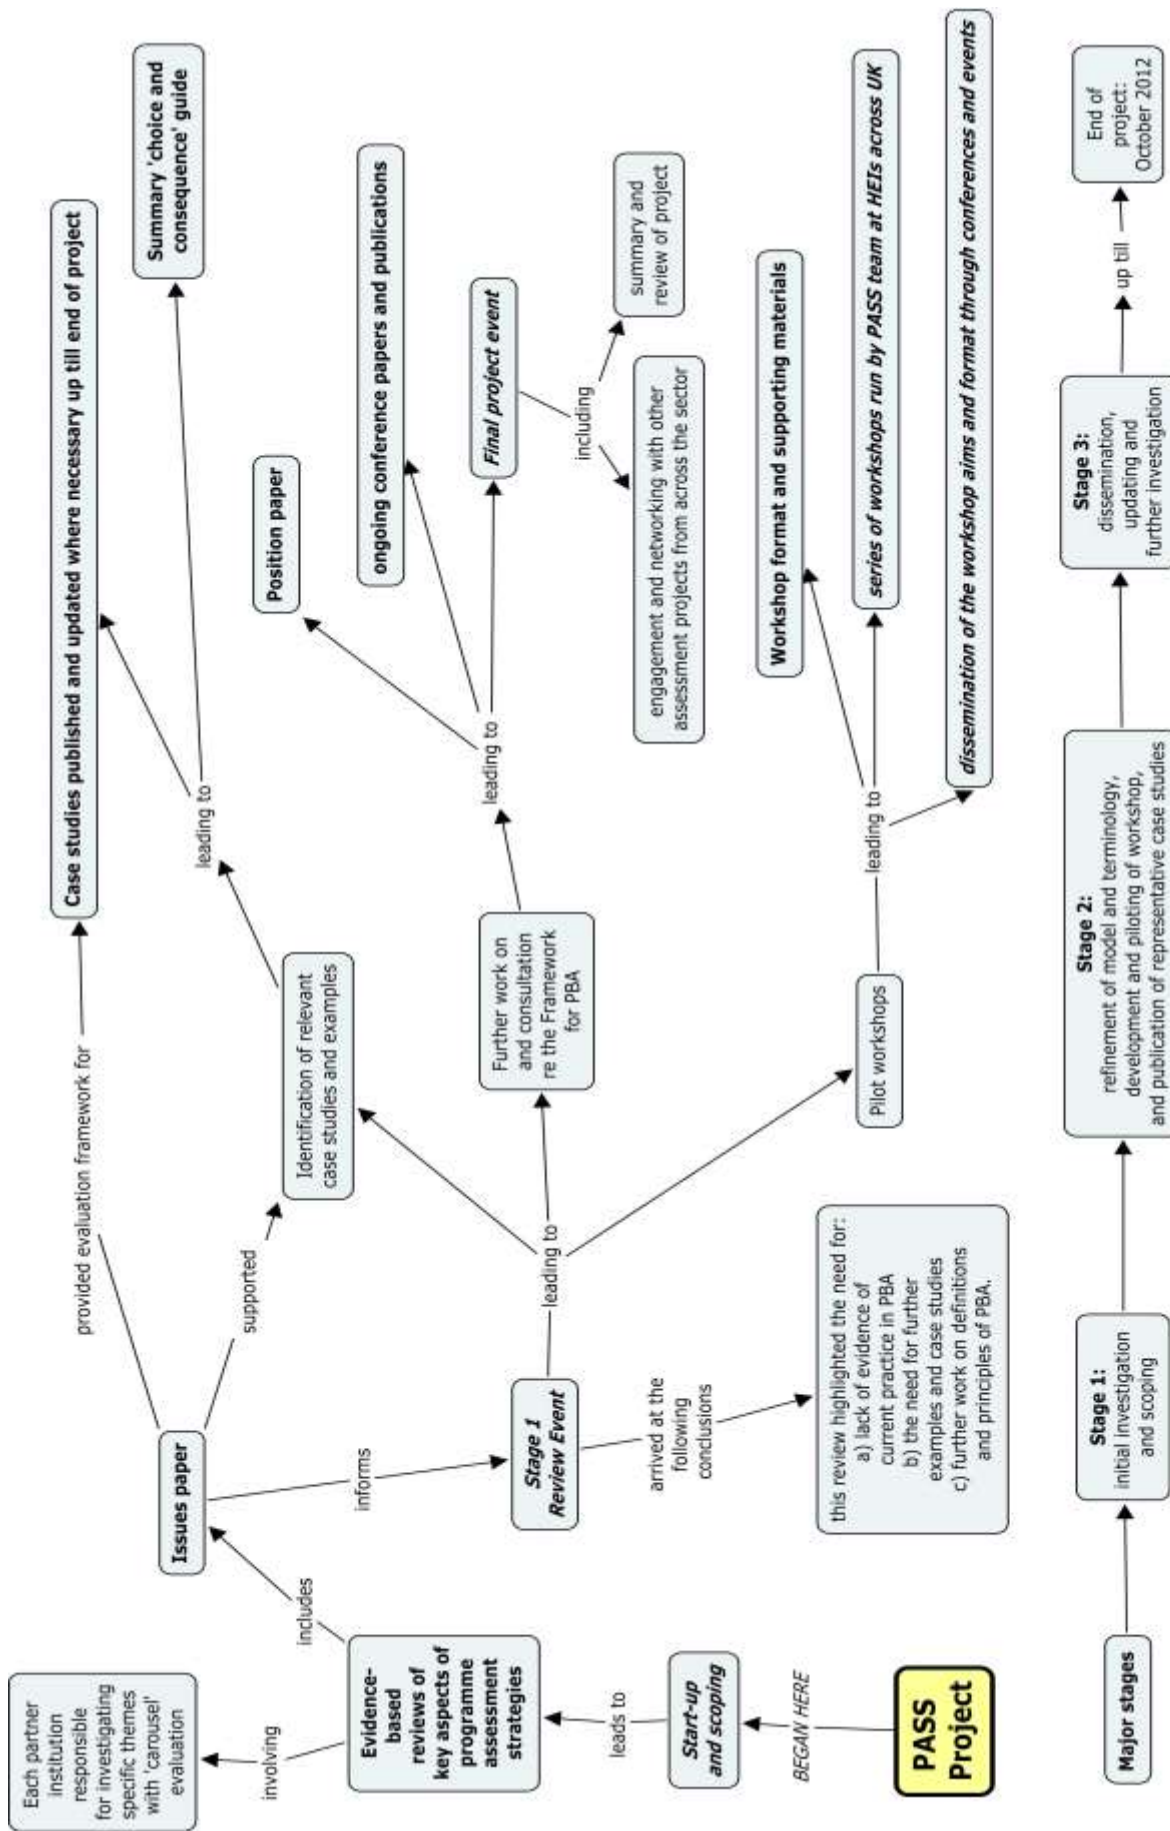 Each partner
institution
responsible
for investigating
specific themes
with 'carousel'
evaluation
involving
Evidence-
based
reviews of
key aspects of
programme
assessment
strategies
leads to
Start-up
and scoping
BEGAN HERE
PASS
Project
includes
Issues paper
provided evaluation framework for
supported
informs
Stage 1
Review Event
arrived at the
following
conclusions
this review highlighted the need for:
a) lack of evidence of
current practice in PBA
b) the need for further
examples and case studies
c) further work on definitions
and principles of PBA.
leading to
Identification of relevant
case studies and examples
leading to
Case studies published and updated where necessary up till end of project
Summary 'choice and
consequence' guide
Further work on
and consultation
re the Framework
for PBA
leading to
Position paper
ongoing conference papers and publications
Final project event
including
engagement and networking with other
assessment projects from across the sector
summary and
review of project
Pilot workshops
leading to
Workshop format and supporting materials
series of workshops run by PASS team at HEIs across UK
dissemination of the workshop aims and format through conferences and events
Major stages
Stage 1:
initial investigation
and scoping
Stage 2:
refinement of model and terminology,
development and piloting of workshop,
and publication of representative case studies
Stage 3:
dissemination,
updating and
further investigation
up till
End of
project:
October 2012